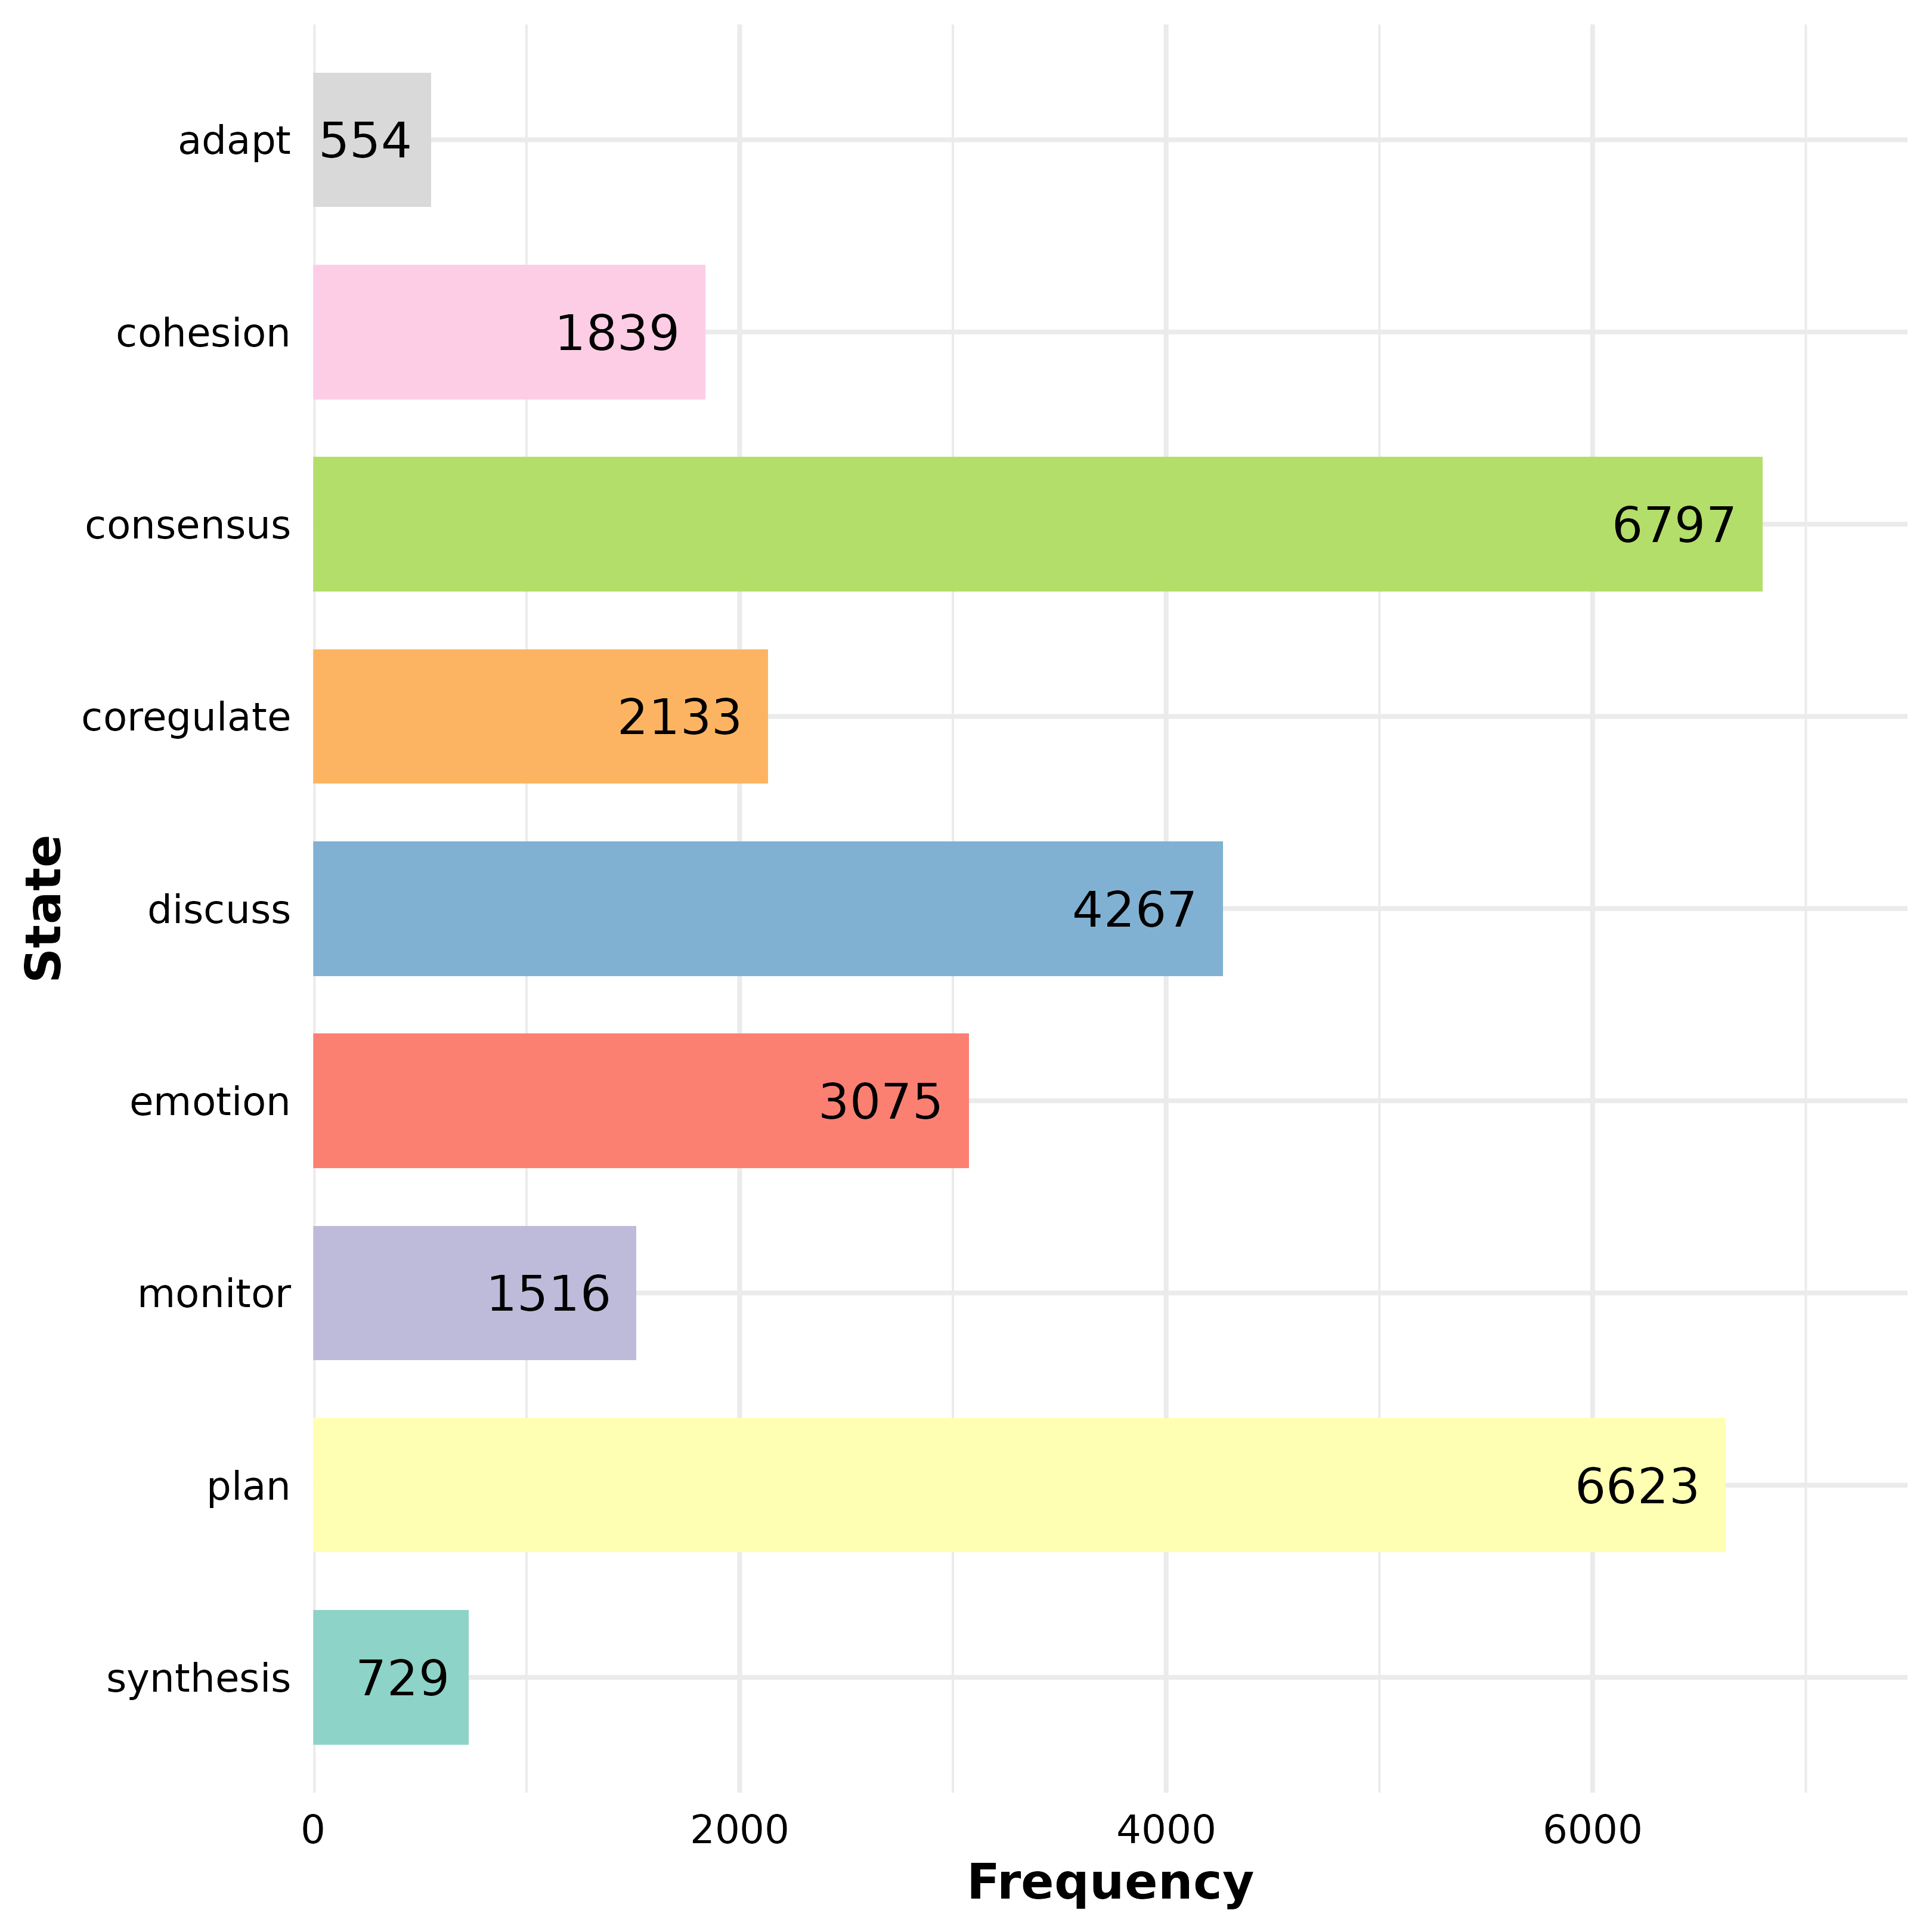 adapt 554
cohesion 1839
consensus 6797
coregulate 2133
State
discuss 4267
emotion 3075
monitor 1516
plan 6623
synthesis 729
0 2000 4000 6000
Frequency